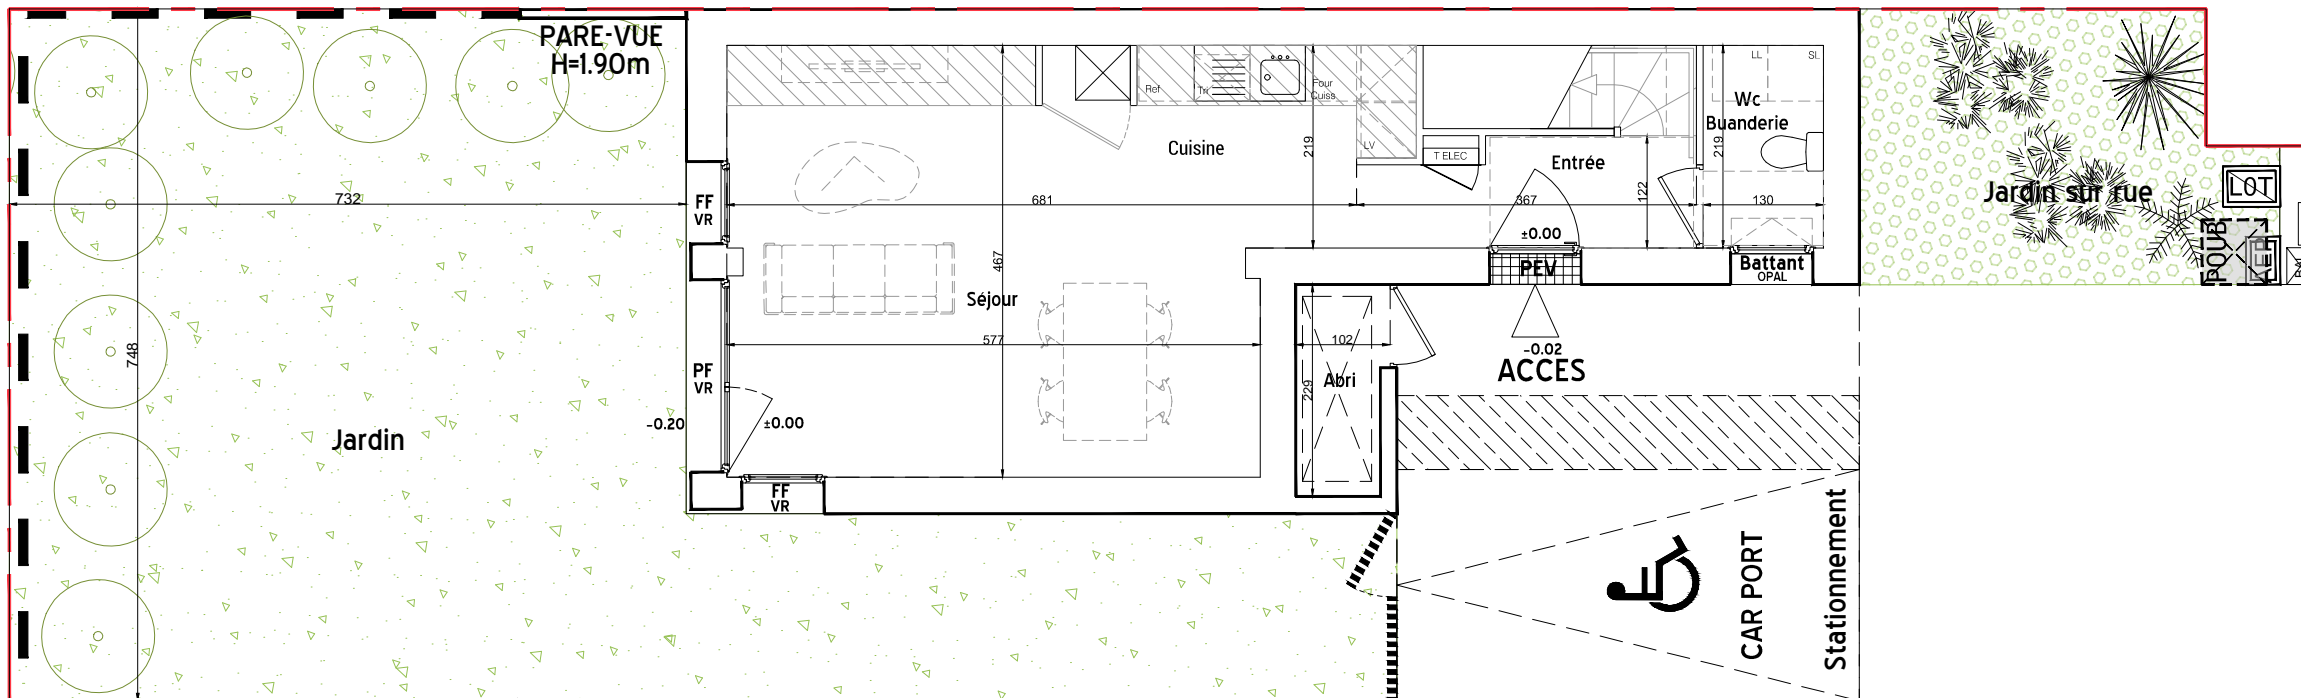 PARE-VUE
H=1.90m
732
748
Jardin
FF
VR
PF
VR
-0.20
±0.00
FF
VR
681
467
577
Séjour
Cuisine
Ref
Tri
Four
Cuiss
LV
219
T ELEC
Entrée
367
122
±0.00
PEV
219
LL
SL
Wc
Buanderie
130
Battant
OPAL
102
229
Abri
-0.02
ACCES
CAR PORT
Stationnement
Jardin sur rue
LOT
POUB